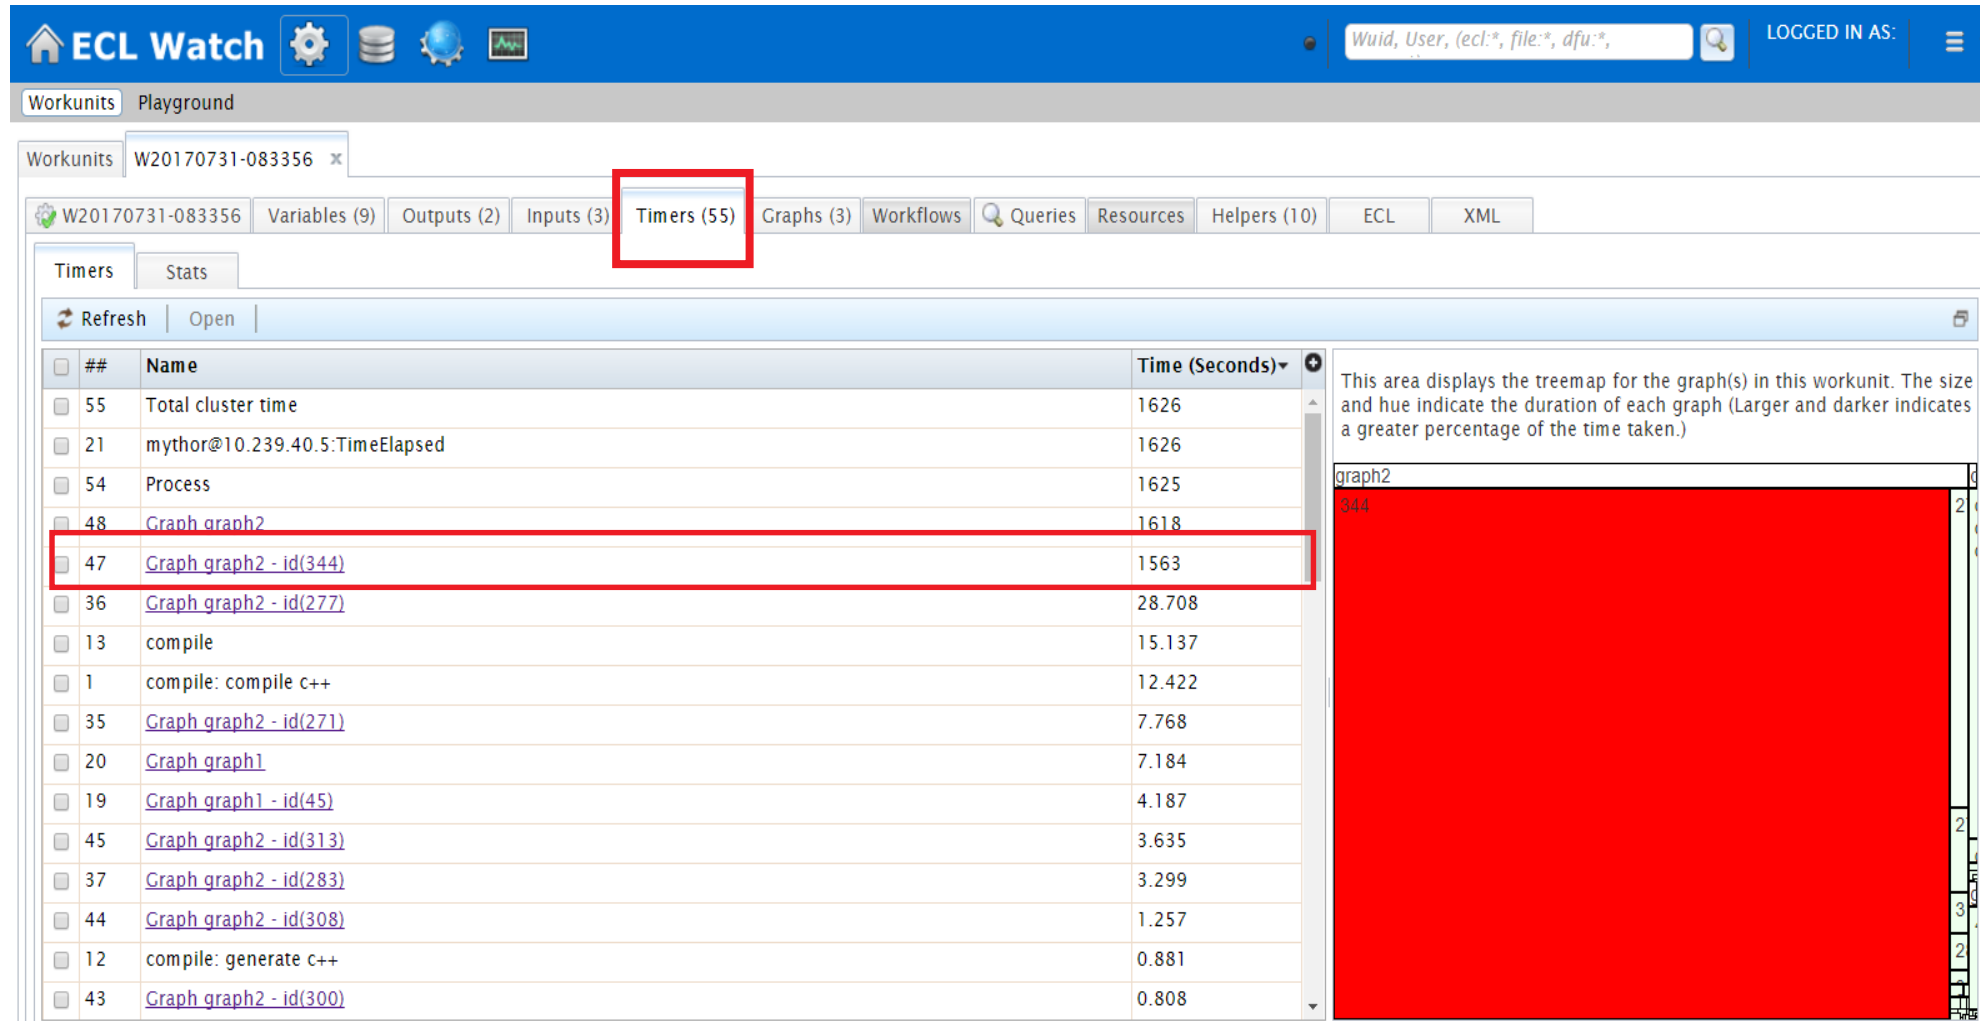 ECL Watch
Wuid, User, (ecl:*, file:*, dfu:*,
LOGGED IN AS:
Workunits Playground
Workunits W20170731-083356 x
W20170731-083356 Variables (9) Outputs (2) Inputs (3) Timers (55) Graphs (3) Workflows Queries Resources Helpers (10) ECL XML
Timers Stats
Refresh Open
## Name Time (Seconds)
55 Total cluster time 1626
21 mythor@10.239.40.5:TimeElapsed 1626
54 Process 1625
48 Graph graph2 1618
47 Graph graph2 - id(344) 1563
36 Graph graph2 - id(277) 28.708
13 compile 15.137
1 compile: compile c++ 12.422
35 Graph graph2 - id(271) 7.768
20 Graph graph1 7.184
19 Graph graph1 - id(45) 4.187
45 Graph graph2 - id(313) 3.635
37 Graph graph2 - id(283) 3.299
44 Graph graph2 - id(308) 1.257
12 compile: generate c++ 0.881
43 Graph graph2 - id(300) 0.808
This area displays the treemap for the graph(s) in this workunit. The size
and hue indicate the duration of each graph (Larger and darker indicates
a greater percentage of the time taken.)
graph2
344
2
2
3
28